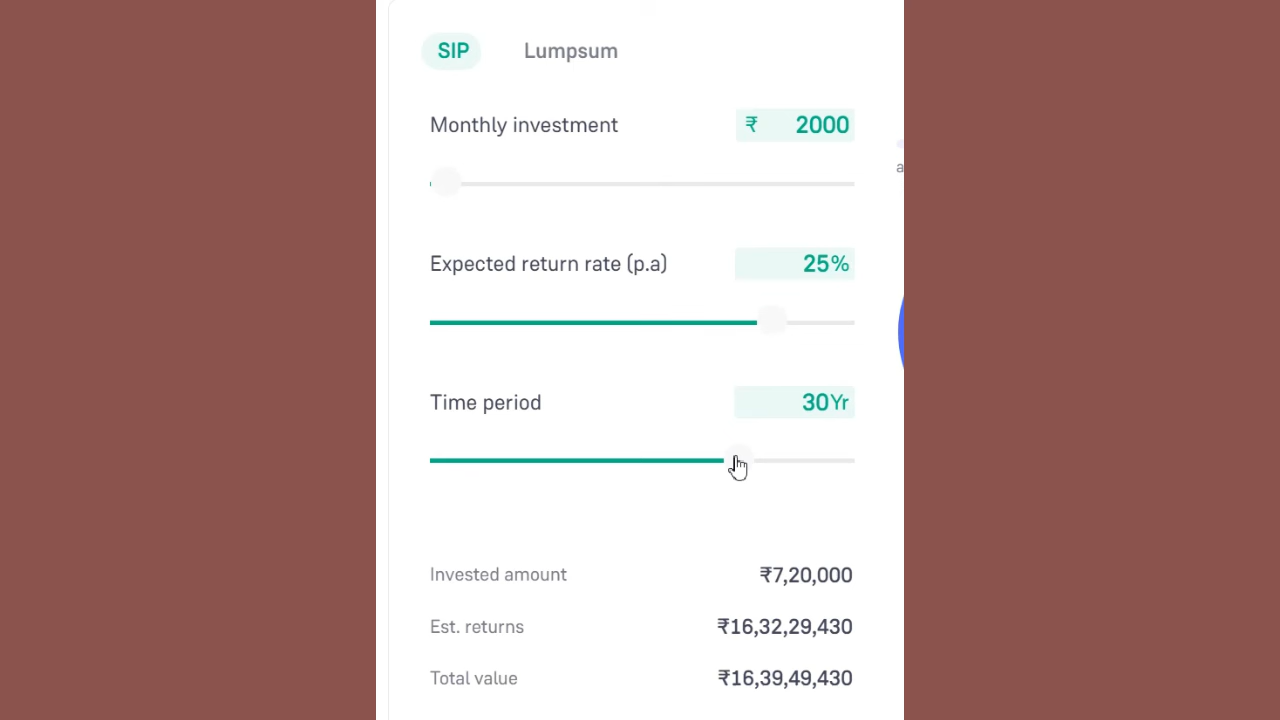 SIP Lumpsum
Monthly investment ₹ 2000
a
Expected return rate (p.a) 25%
Time period 30Yr
Invested amount ₹7,20,000
Est. returns ₹16,32,29,430
Total value ₹16,39,49,430